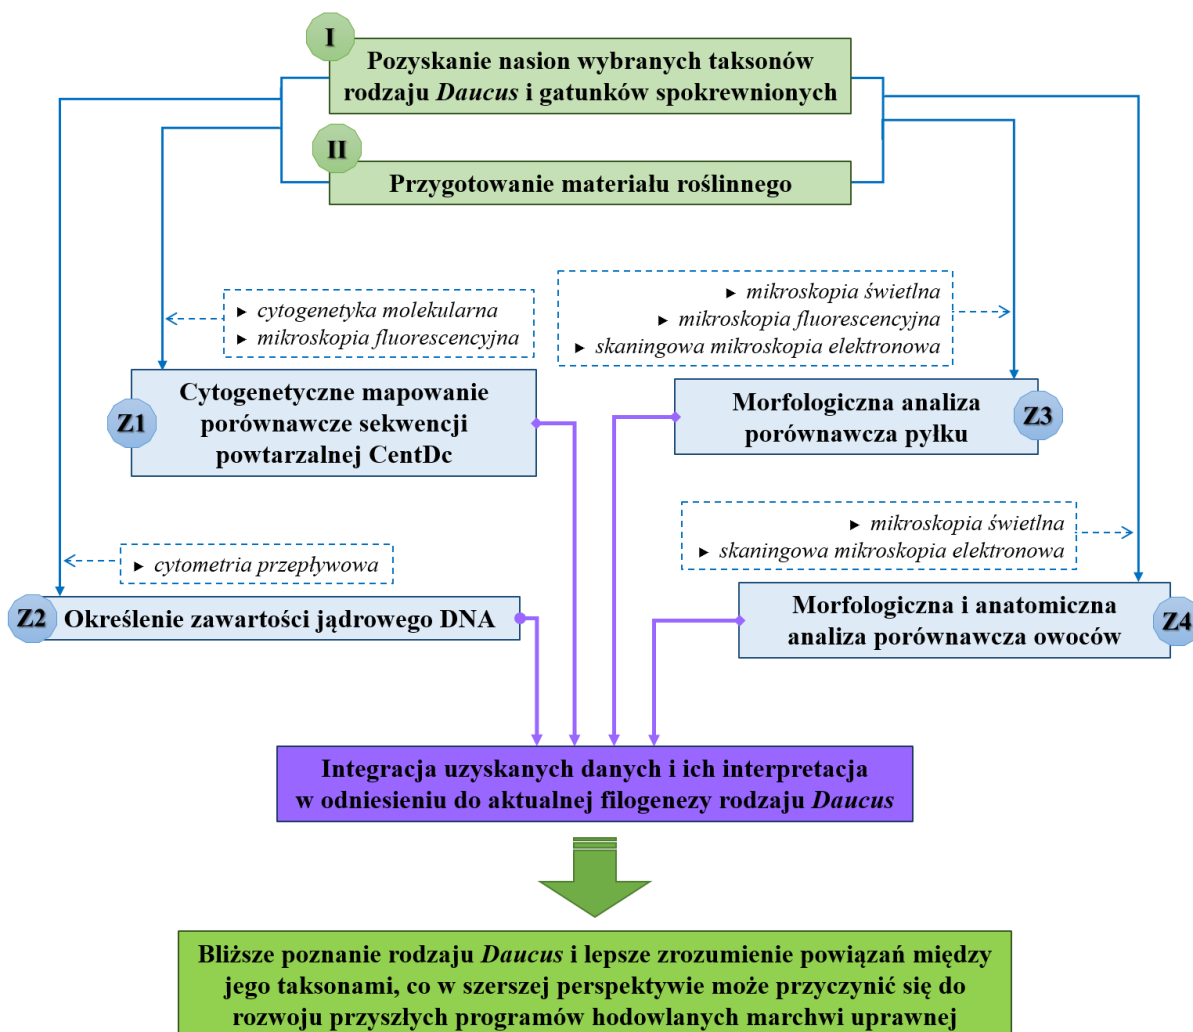 I
Pozyskanie nasion wybranych taksonów
rodzaju Daucus i gatunków spokrewnionych
II
Przygotowanie materiału roślinnego
► cytogenetyka molekularna
► mikroskopia fluorescencyjna
► mikroskopia świetlna
► mikroskopia fluorescencyjna
► skaningowa mikroskopia elektronowa
Z1
Cytogenetyczne mapowanie
porównawcze sekwencji
powtarzalnej CentDc
Morfologiczna analiza
porównawcza pyłku
Z3
► cytometria przepływowa
► mikroskopia świetlna
► skaningowa mikroskopia elektronowa
Z2
Określenie zawartości jądrowego DNA
Morfologiczna i anatomiczna
analiza porównawcza owoców
Z4
Integracja uzyskanych danych i ich interpretacja
w odniesieniu do aktualnej filogenezy rodzaju Daucus
Bliższe poznanie rodzaju Daucus i lepsze zrozumienie powiązań między
jego taksonami, co w szerszej perspektywie może przyczynić się do
rozwoju przyszłych programów hodowlanych marchwi uprawnej